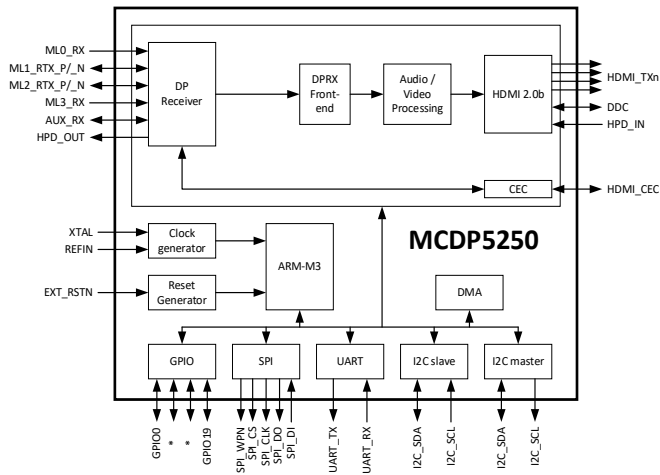 ML0_RX
ML1_RTX_P/_N
ML2_RTX_P/_N
ML3_RX
AUX_RX
HPD_OUT
DP
Receiver
DPRX
Front-
end
Audio /
Video
Processing
HDMI 2.0b
HDMI_TXn
DDC
HPD_IN
CEC
HDMI_CEC
XTAL
REFIN
Clock
generator
MCDP5250
ARM-M3
EXT_RSTN
Reset
Generator
DMA
GPIO
SPI
UART
I2C slave
I2C master
GPIO0
*
*
GPIO19
SPI_WPN
SPI_CS
SPI_CLK
SPI_DO
SPI_DI
UART_TX
UART_RX
I2C_SDA
I2C_SCL
I2C_SDA
I2C_SCL